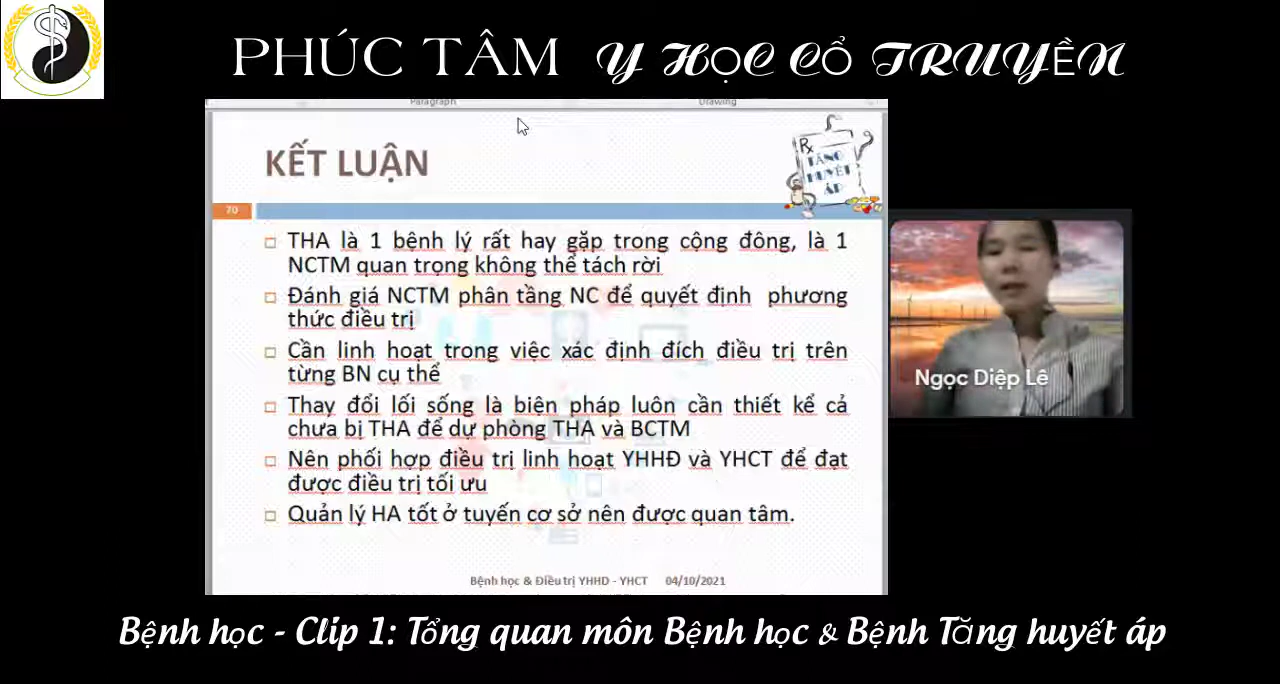 PHÚC TÂM Y HỌC CỔ TRUYỀN
Paragraph
Drawing
KẾT LUẬN
Rx
TĂNG
HUYẾT
ÁP
70
THA là 1 bệnh lý rất hay gặp trong cộng đồng, là 1
NCTM quan trọng không thể tách rời
Đánh giá NCTM phân tầng NC để quyết định phương
thức điều trị
Cần linh hoạt trong việc xác định đích điều trị trên
từng BN cụ thể
Thay đổi lối sống là biện pháp luôn cần thiết kể cả
chưa bị THA để dự phòng THA và BCTM
Nên phối hợp điều trị linh hoạt YHHĐ và YHCT để đạt
được điều trị tối ưu
Quản lý HA tốt ở tuyến cơ sở nên được quan tâm.
Bệnh học & Điều trị YHHD - YHCT 04/10/2021
Ngọc Diệp Lê
Bệnh học - Clip 1: Tổng quan môn Bệnh học & Bệnh Tăng huyết áp